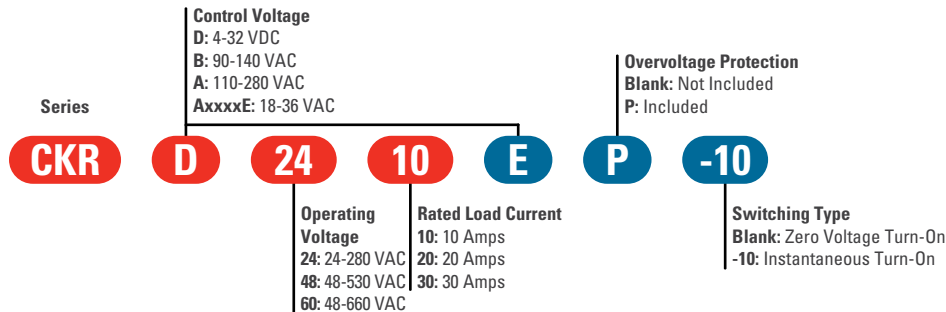 Control Voltage
D: 4-32 VDC
B: 90-140 VAC
A: 110-280 VAC
AxxxxE: 18-36 VAC
Overvoltage Protection
Blank: Not Included
P: Included
Series
CKR D 24 10 E P -10
Operating
Voltage
24: 24-280 VAC
48: 48-530 VAC
60: 48-660 VAC
Rated Load Current
10: 10 Amps
20: 20 Amps
30: 30 Amps
Switching Type
Blank: Zero Voltage Turn-On
-10: Instantaneous Turn-On